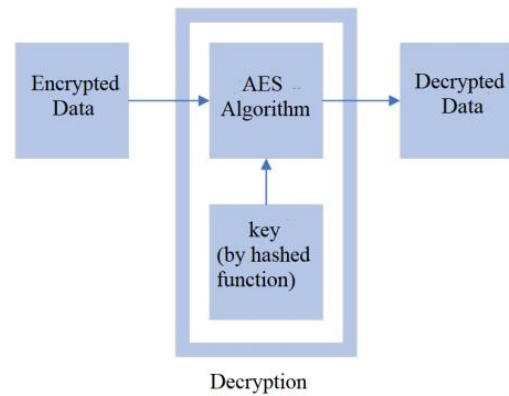 Encrypted
Data
AES
Algorithm
Decrypted
Data
key
(by hashed
function)
Decryption